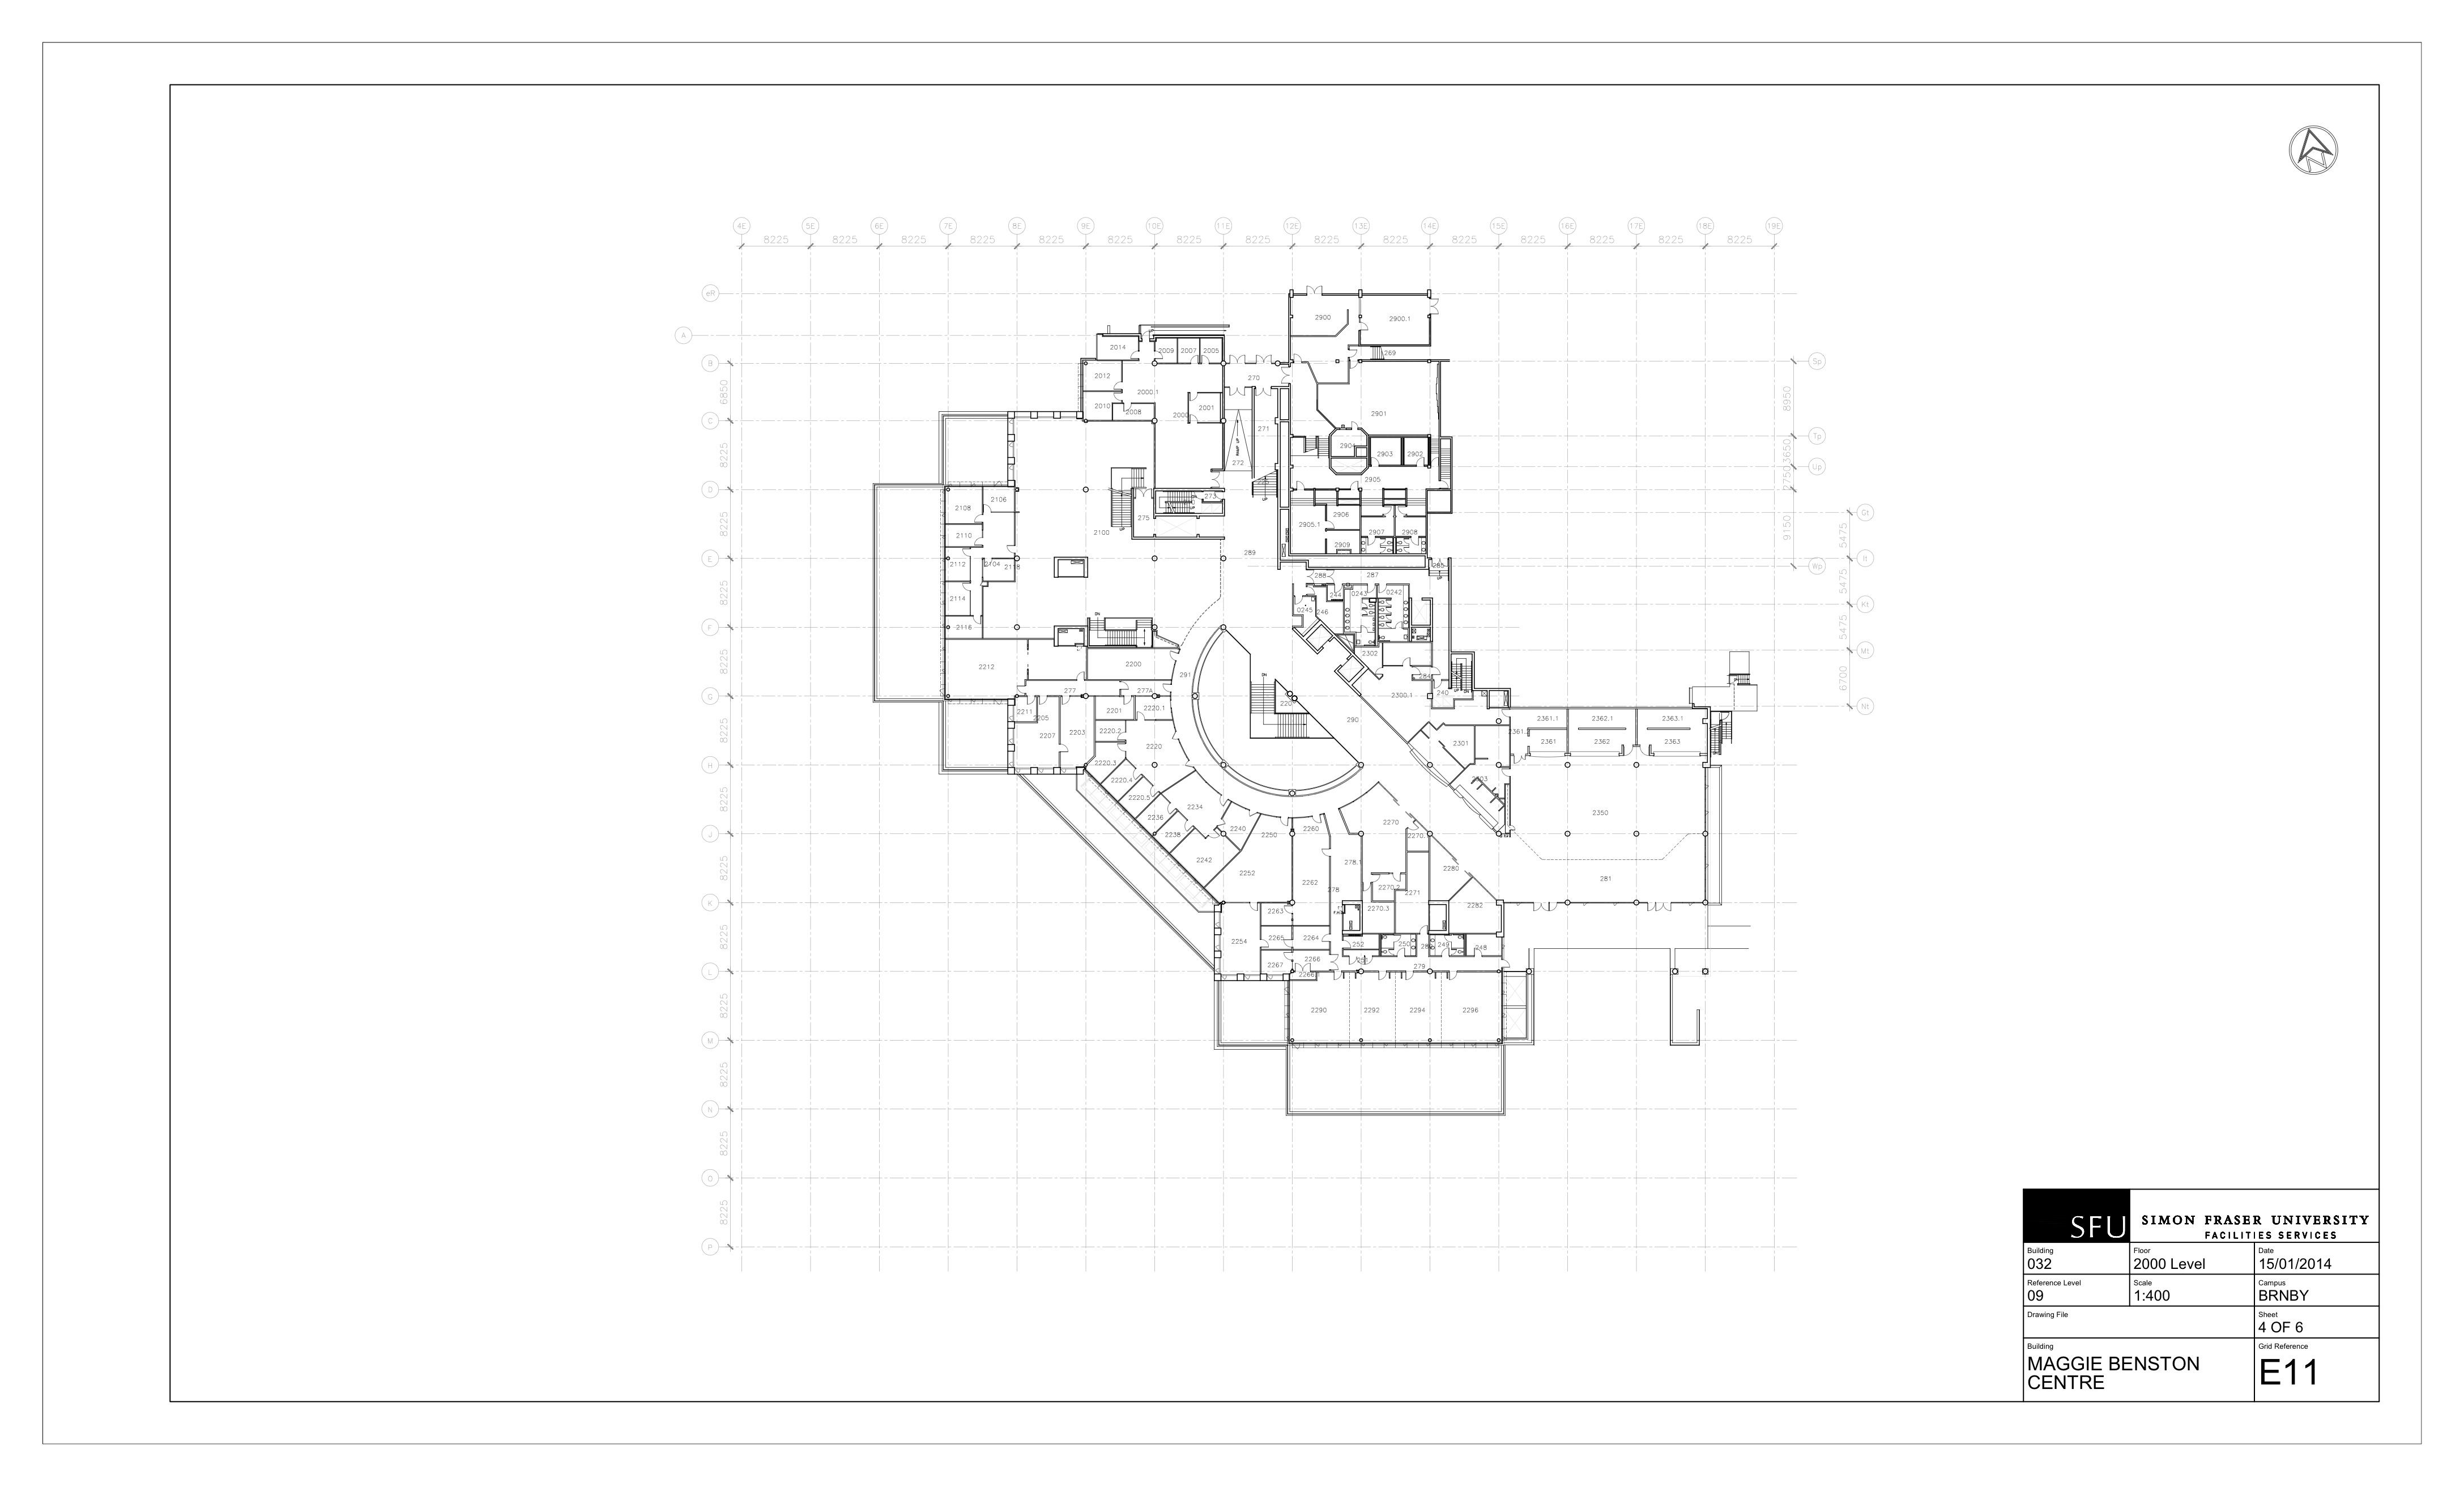 4E 5E 6E 7E 8E 9E 10E 11E 12E 13E 14E 15E 16E 17E 18E 19E
8225 8225 8225 8225 8225 8225 8225 8225 8225 8225 8225 8225 8225 8225 8225
A
B
C
E
F
G
H
J
K
L
M
N
O
P
6850
8225
8225
8225
8225
8225
8225
8225
8225
8225
8225
8225
8225
Sp
Tp
Up
Wp
8950
3650
2750
9150
Gt
It
Kt
Mt
Nt
5475
5475
5475
6700
2900
2900.1
269
2014
2009 2007 2005
2012
2000.1
270
2010
2008
2000
2001
2901
271
RAMP UP
272
2904
2903
2902
2905
UP
273
275
UP
2106
2108
2110
2100
2112
2104
2118
2114
2116
289
2905.1
2906
2907
2908
2909
287
288
244
0243
0242
0245
246
DN
2302
2212
2200
291
277
277A
2211
2205
2207
2203
2201
2220.1
2220.2
2220
2220.3
2220.4
2220.5
2236
2238
2234
2240
2242
2250
2252
2254
DN
290
2300.1
240
2301
2361.1
2362.1
2363.1
2361
2362
2363
2350
281
2260
2262
278.1
278
2270
2270.2
2270.3
2271
2280
2282
2263
2265
2264
2267
2266
252
250
249
248
279
2290
2292
2294
2296
SFU
SIMON FRASER UNIVERSITY
FACILITIES SERVICES
Building
032
Floor
2000 Level
Date
15/01/2014
Reference Level
09
Scale
1:400
Campus
BRNBY
Drawing File
Sheet
4 OF 6
Building
MAGGIE BENSTON
CENTRE
Grid Reference
E11